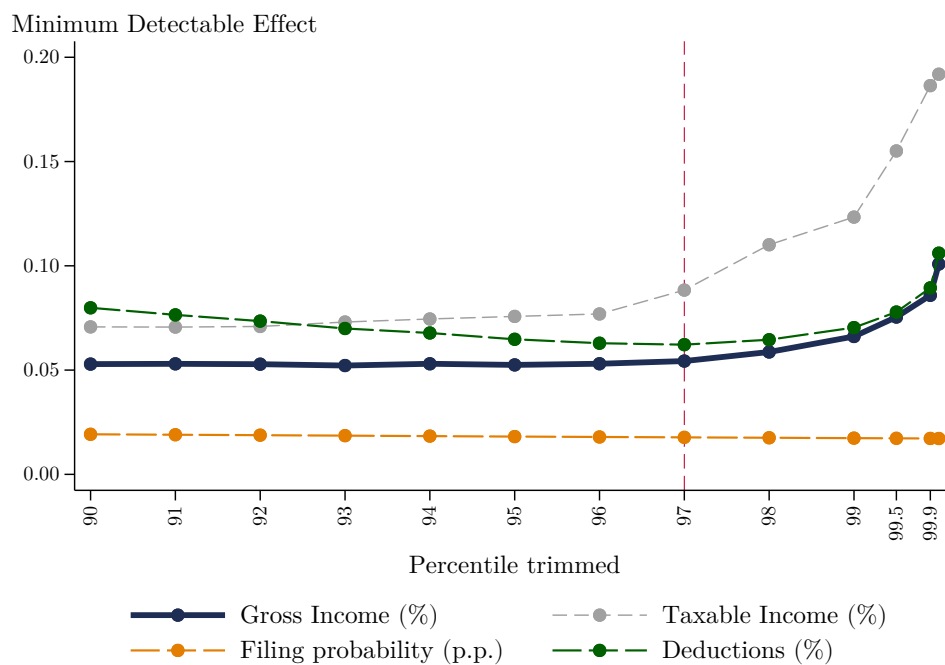 Minimum Detectable Effect
0.20
0.15
0.10
0.05
0.00
90 91 92 93 94 95 96 97 98 99 99.5 99.9
Percentile trimmed
Gross Income (%) Taxable Income (%)
Filing probability (p.p.) Deductions (%)